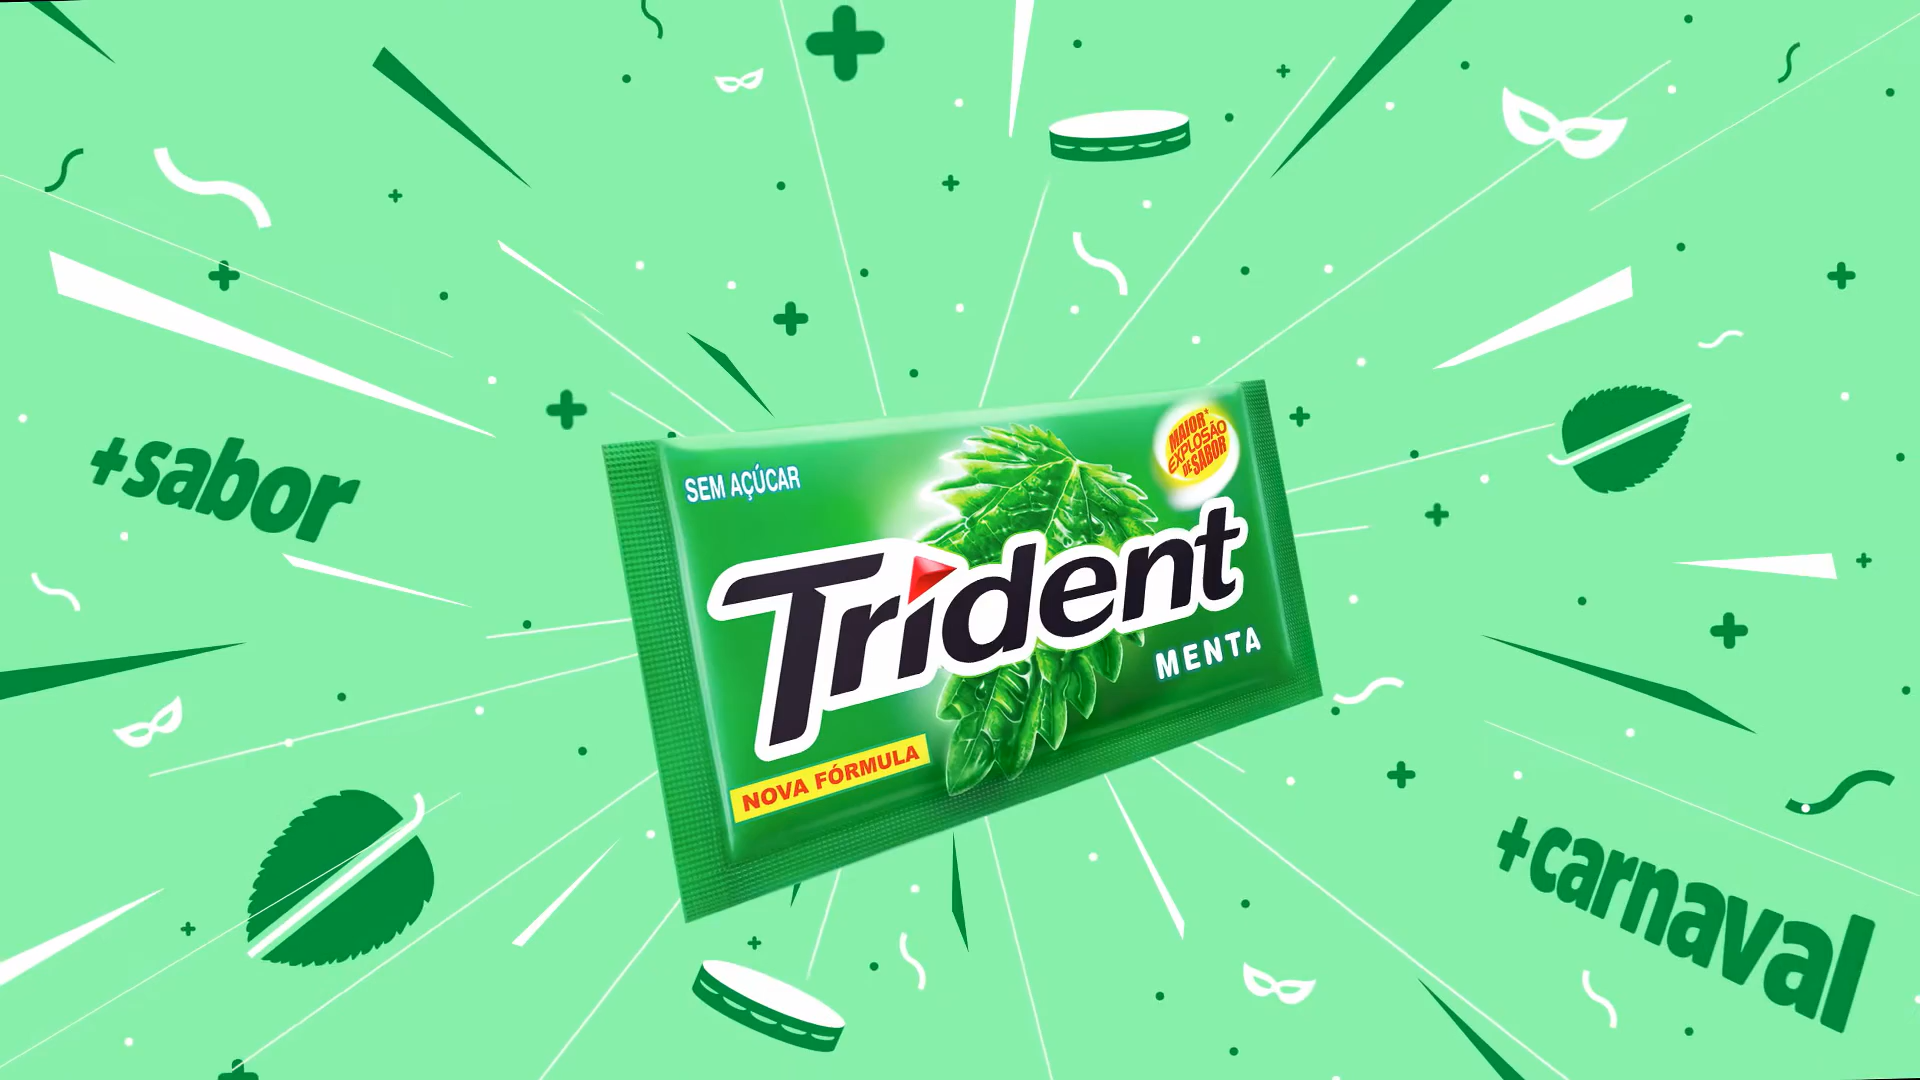 +sabor
SEM AÇÚCAR
MAIOR*
EXPLOSÃO
DE SABOR
Trident
MENTA
NOVA FÓRMULA
+carnaval